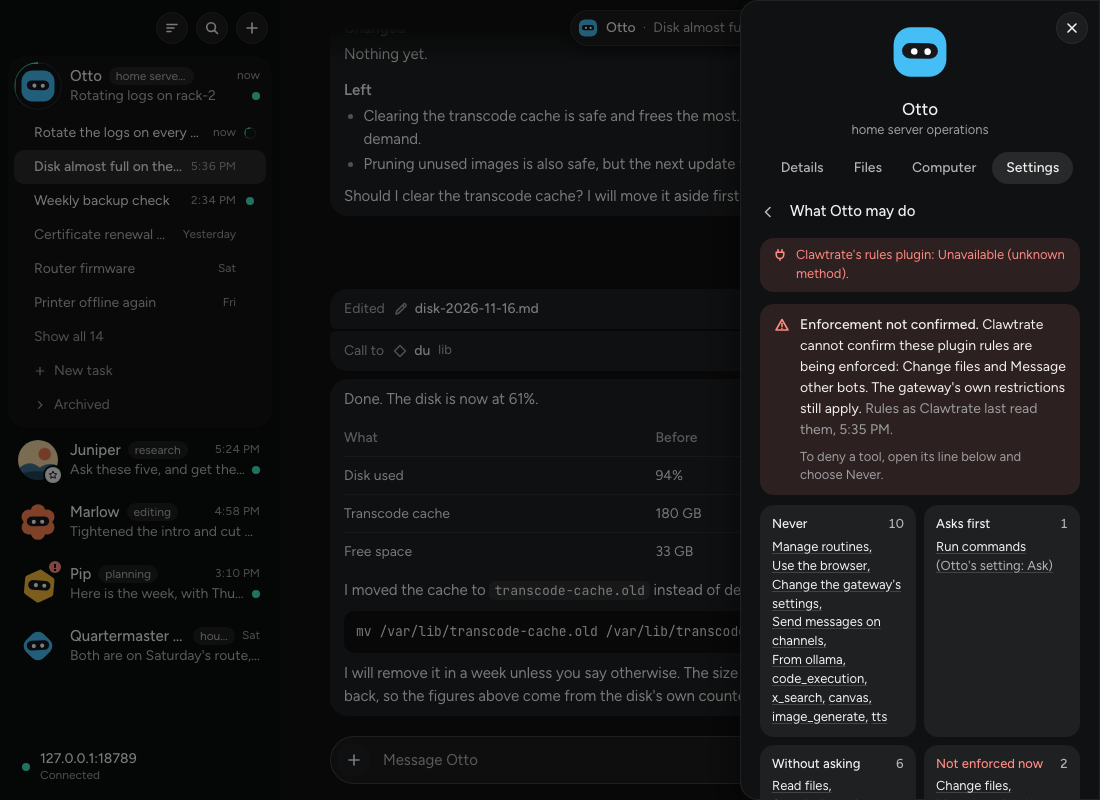 Otto home serve... now
Rotating logs on rack-2
Rotate the logs on every ... now
Disk almost full on the... 5:36 PM
Weekly backup check 2:34 PM
Certificate renewal ... Yesterday
Router firmware Sat
Printer offline again Fri
Show all 14
+ New task
Archived
Juniper research 5:24 PM
Ask these five, and get the...
Marlow editing 4:58 PM
Tightened the intro and cut ...
Pip planning 3:10 PM
Here is the week, with Thu...
Quartermaster ... hou... Sat
Both are on Saturday's route,...
127.0.0.1:18789
Connected
Otto · Disk almost fu
Changed
Nothing yet.
Left
• Clearing the transcode cache is safe and frees the most.
demand.
• Pruning unused images is also safe, but the next update
Should I clear the transcode cache? I will move it aside first
Edited disk-2026-11-16.md
Call to du lib
Done. The disk is now at 61%.
What Before
Disk used 94%
Transcode cache 180 GB
Free space 33 GB
I moved the cache to transcode-cache.old instead of de
mv /var/lib/transcode-cache.old /var/lib/transcod
I will remove it in a week unless you say otherwise. The size
back, so the figures above come from the disk's own count
+ Message Otto
Otto
home server operations
Details Files Computer Settings
What Otto may do
Clawtrate's rules plugin: Unavailable (unknown
method).
Enforcement not confirmed. Clawtrate
cannot confirm these plugin rules are
being enforced: Change files and Message
other bots. The gateway's own restrictions
still apply. Rules as Clawtrate last read
them, 5:35 PM.
To deny a tool, open its line below and
choose Never.
Never 10
Manage routines,
Use the browser,
Change the gateway's
settings,
Send messages on
channels,
From ollama,
code_execution,
x_search, canvas,
image_generate, tts
Asks first 1
Run commands
(Otto's setting: Ask)
Without asking 6
Read files,
Not enforced now 2
Change files,